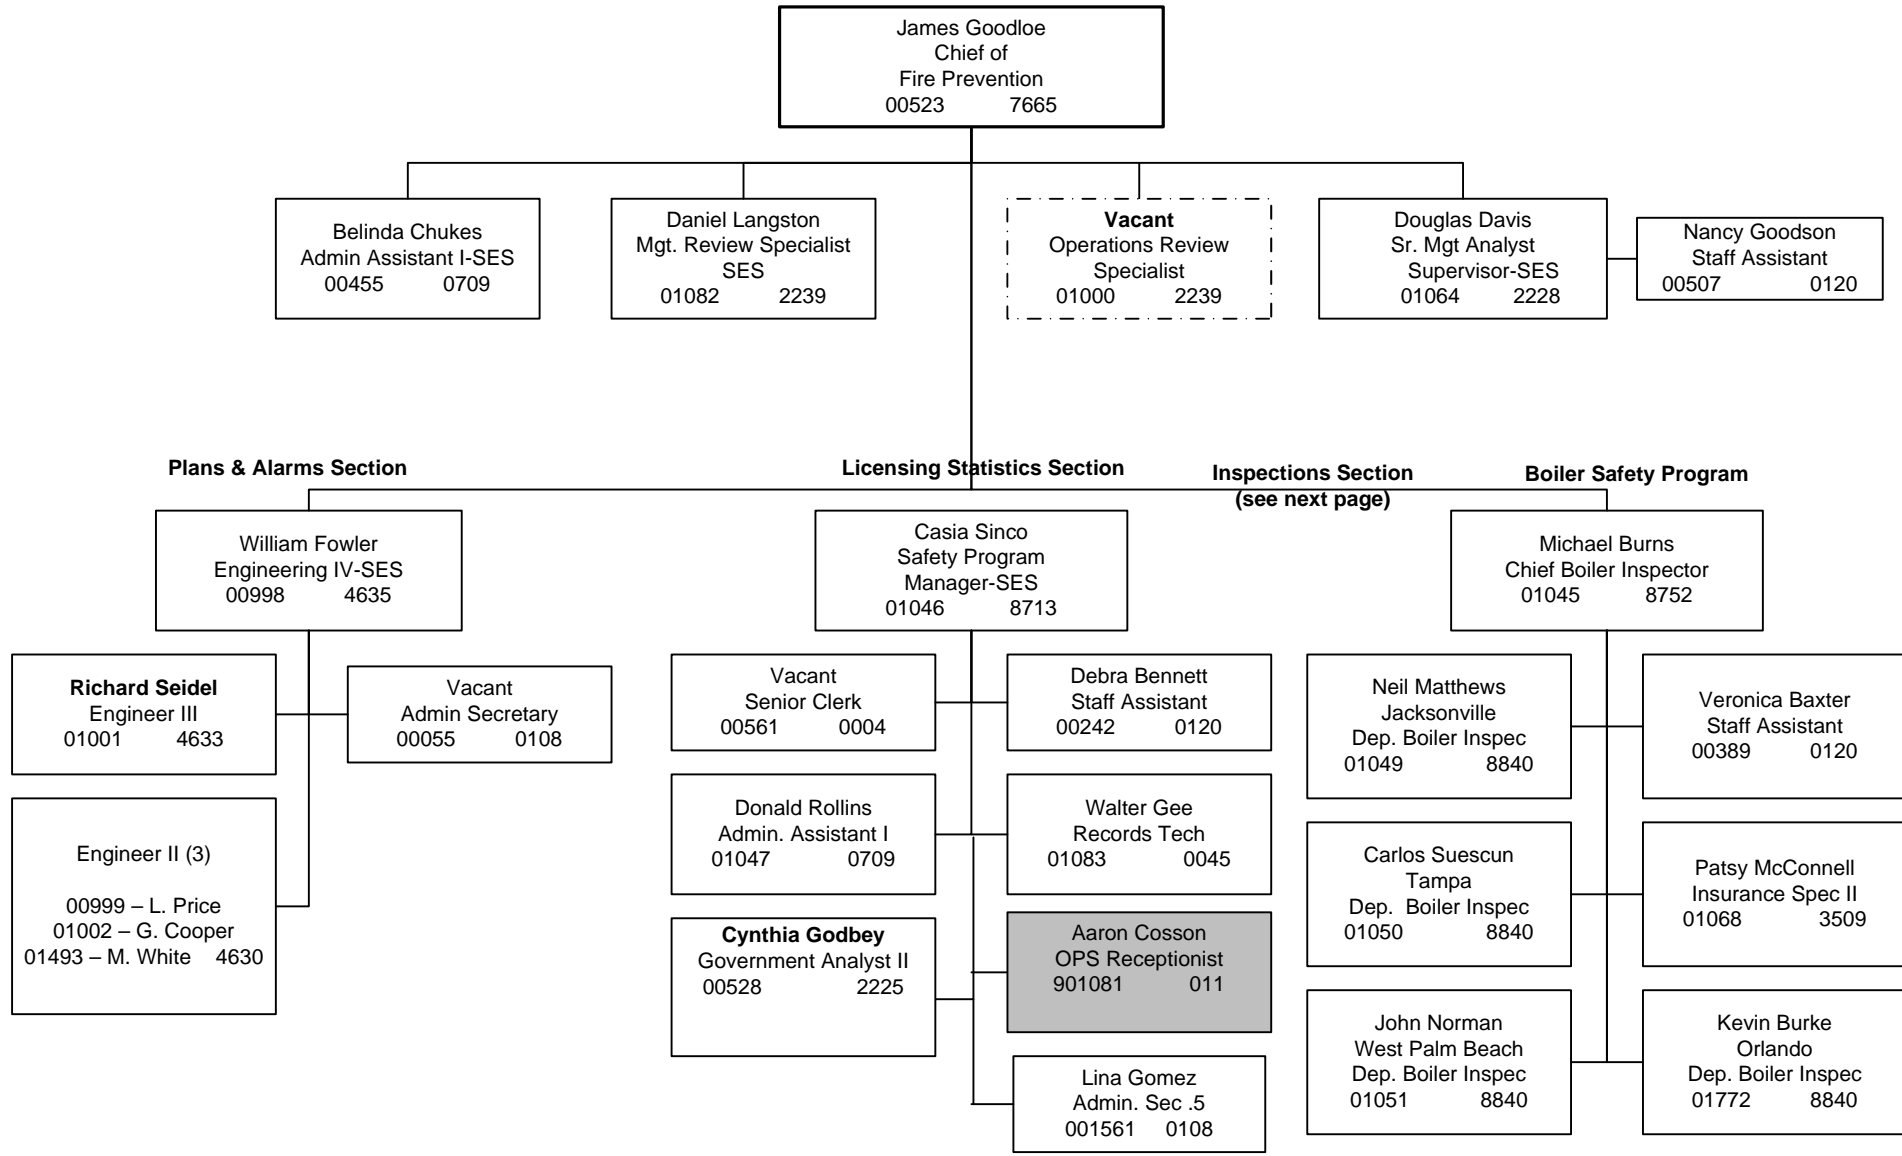 James Goodloe
Chief of
Fire Prevention
00523 7665
Belinda Chukes
Admin Assistant I-SES
00455 0709
Daniel Langston
Mgt. Review Specialist
SES
01082 2239
Vacant
Operations Review
Specialist
01000 2239
Douglas Davis
Sr. Mgt Analyst
Supervisor-SES
01064 2228
Nancy Goodson
Staff Assistant
00507 0120
Plans & Alarms Section
Licensing Statistics Section
Inspections Section
(see next page)
Boiler Safety Program
William Fowler
Engineering IV-SES
00998 4635
Casia Sinco
Safety Program
Manager-SES
01046 8713
Michael Burns
Chief Boiler Inspector
01045 8752
Richard Seidel
Engineer III
01001 4633
Vacant
Admin Secretary
00055 0108
Engineer II (3)
00999 – L. Price
01002 – G. Cooper
01493 – M. White 4630
Vacant
Senior Clerk
00561 0004
Debra Bennett
Staff Assistant
00242 0120
Donald Rollins
Admin. Assistant I
01047 0709
Walter Gee
Records Tech
01083 0045
Cynthia Godbey
Government Analyst II
00528 2225
Aaron Cosson
OPS Receptionist
901081 011
Lina Gomez
Admin. Sec .5
001561 0108
Neil Matthews
Jacksonville
Dep. Boiler Inspec
01049 8840
Veronica Baxter
Staff Assistant
00389 0120
Carlos Suescun
Tampa
Dep. Boiler Inspec
01050 8840
Patsy McConnell
Insurance Spec II
01068 3509
John Norman
West Palm Beach
Dep. Boiler Inspec
01051 8840
Kevin Burke
Orlando
Dep. Boiler Inspec
01772 8840